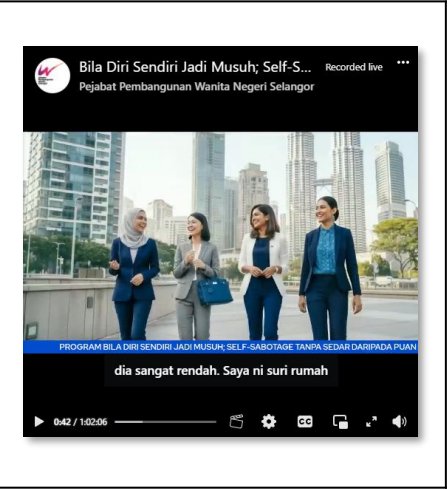 Bila Diri Sendiri Jadi Musuh; Self-S...
Recorded live
Pejabat Pembangunan Wanita Negeri Selangor
PROGRAM BILA DIRI SENDIRI JADI MUSUH; SELF-SABOTAGE TANPA SEDAR DARIPADA PUAN
dia sangat rendah. Saya ni suri rumah
0:42 / 1:02:06
CC